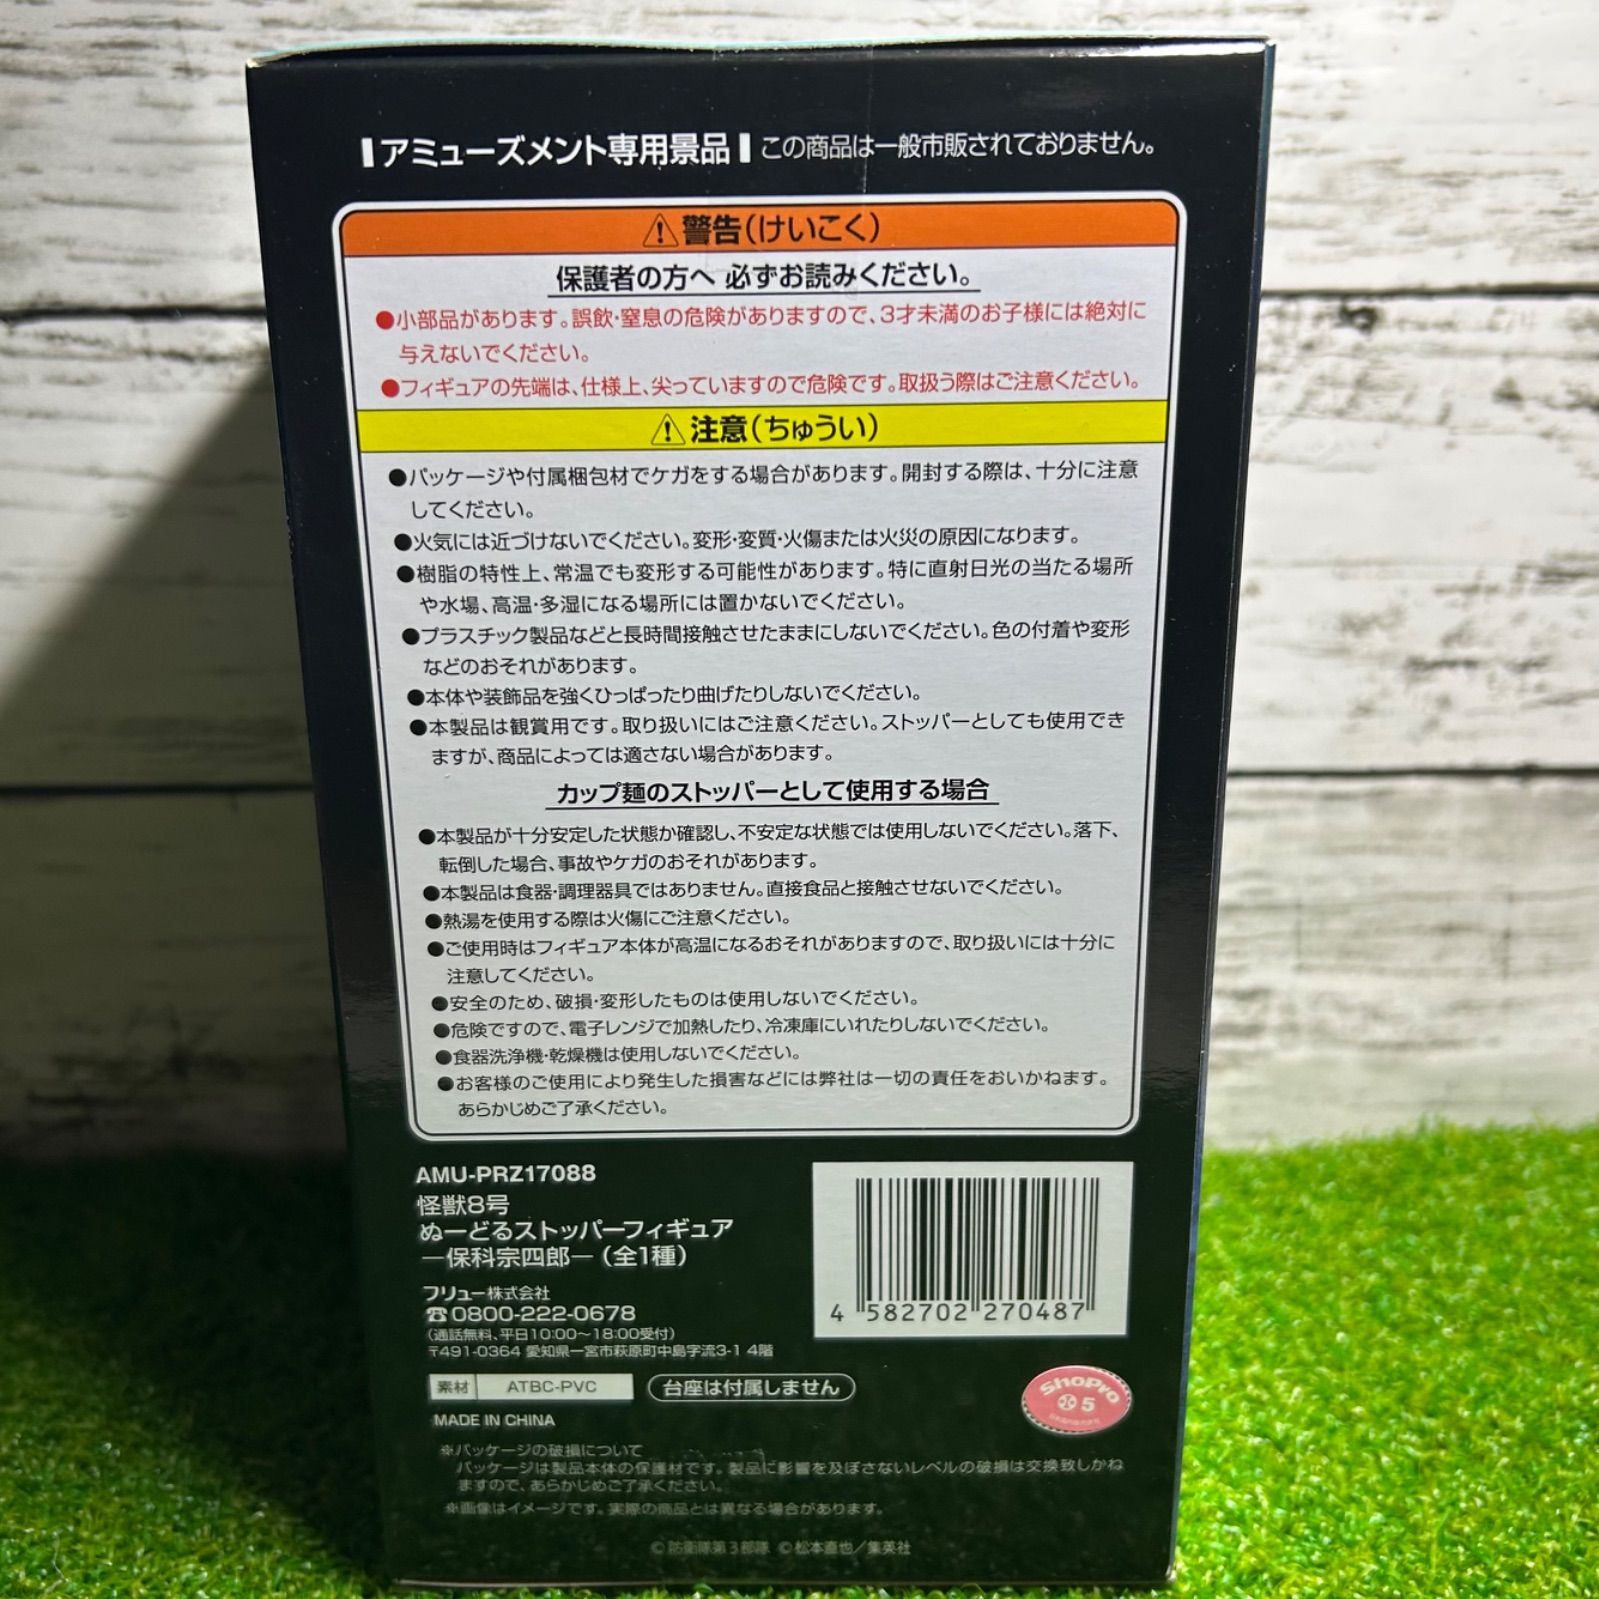 アミューズメント専用景品 この商品は一般市販されておりません。
警告(けいこく)
保護者の方へ 必ずお読みください。
●小部品があります。誤飲・窒息の危険がありますので、3才未満のお子様には絶対に
与えないでください。
●フィギュアの先端は、仕様上、尖っていますので危険です。取扱う際はご注意ください。
注意(ちゅうい)
●パッケージや付属梱包材でケガをする場合があります。開封する際は、十分に注意
してください。
●火気には近づけないでください。変形・変質・火傷または火災の原因になります。
●樹脂の特性上、常温でも変形する可能性があります。特に直射日光の当たる場所
や水場、高温・多湿になる場所には置かないでください。
●プラスチック製品などと長時間接触させたままにしないでください。色の付着や変形
などのおそれがあります。
●本体や装飾品を強くひっぱったり曲げたりしないでください。
●本製品は観賞用です。取り扱いにはご注意ください。ストッパーとしても使用でき
ますが、商品によっては適さない場合があります。
カップ麺のストッパーとして使用する場合
●本製品が十分安定した状態か確認し、不安定な状態では使用しないでください。落下、
転倒した場合、事故やケガのおそれがあります。
●本製品は食器・調理器具ではありません。直接食品と接触させないでください。
●熱湯を使用する際は火傷にご注意ください。
●ご使用時はフィギュア本体が高温になるおそれがありますので、取り扱いには十分に
注意してください。
●安全のため、破損・変形したものは使用しないでください。
●危険ですので、電子レンジで加熱したり、冷凍庫にいれたりしないでください。
●食器洗浄機・乾燥機は使用しないでください。
●お客様のご使用により発生した損害などには弊社は一切の責任をおいかねます。
あらかじめご了承ください。
AMU-PRZ17088
怪獣8号
ぬーどるストッパーフィギュア
―保科宗四郎―(全1種)
フリュー株式会社
☎0800-222-0678
(通話無料、平日10:00~18:00受付)
〒491-0364 愛知県一宮市萩原町中島字流3-1 4階
素材 ATBC-PVC 台座は付属しません
MADE IN CHINA
4 582702 270487
ShoPro
小 5
※パッケージの破損について
パッケージは製品本体の保護材です。製品に影響を及ぼさないレベルの破損は交換致しかね
ますので、あらかじめご了承ください。
※画像はイメージです。実際の商品とは異なる場合があります。
©防衛隊第3部隊 ©松本直也/集英社